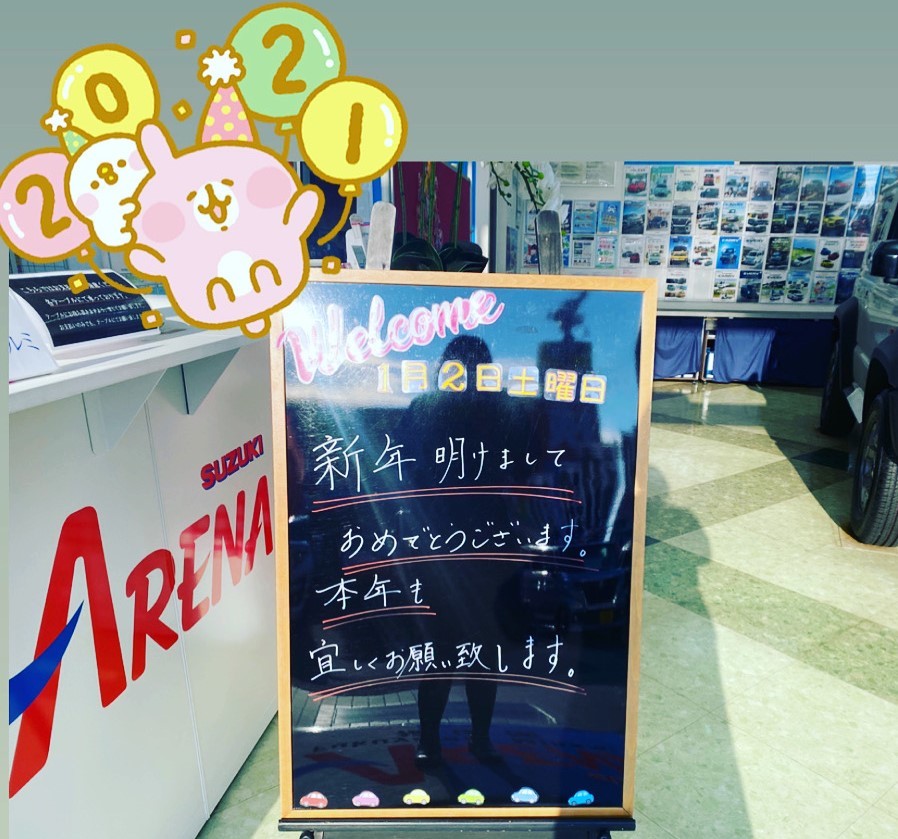 2021
Welcome
1月2日土曜日
新年 明けまして
おめでとうございます。
本年も
宜しくお願い致します。
SUZUKI
ARENA